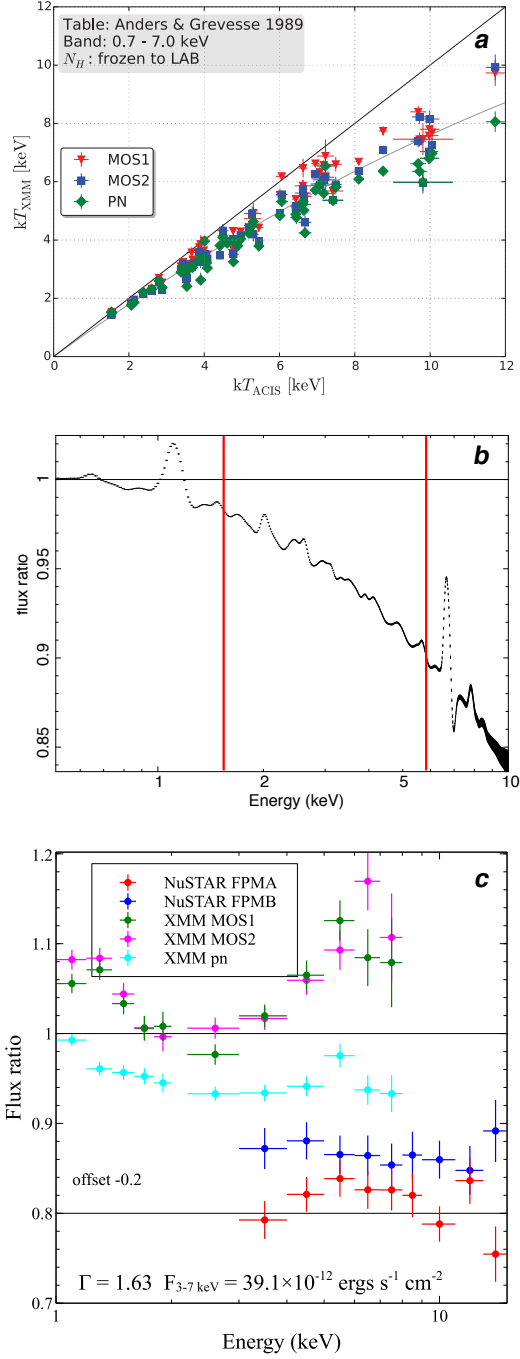 Table: Anders & Grevesse 1989
Band: 0.7 - 7.0 keV
N_H : frozen to LAB
a
12
10
8
6
4
2
0
kT_XMM [keV]
MOS1
MOS2
PN
0 2 4 6 8 10 12
kT_ACIS [keV]
b
1
0.95
0.9
0.85
flux ratio
1 2 5 10
Energy (keV)
c
1.2
1.1
1
0.9
0.8
0.7
Flux ratio
NuSTAR FPMA
NuSTAR FPMB
XMM MOS1
XMM MOS2
XMM pn
offset -0.2
Γ = 1.63 F_3-7 keV = 39.1×10⁻¹² ergs s⁻¹ cm⁻²
1 10
Energy (keV)